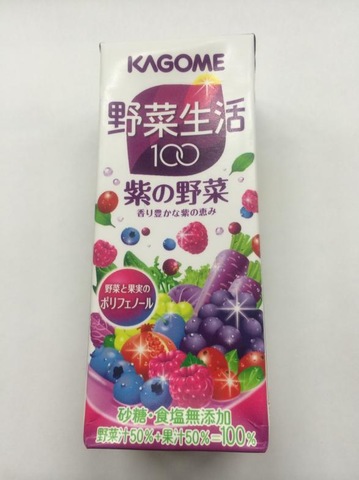 KAGOME
野菜生活
100
紫の野菜
香り豊かな紫の恵み
野菜と果実の
ポリフェノール
砂糖・食塩無添加
野菜汁50%+果汁50%=100%